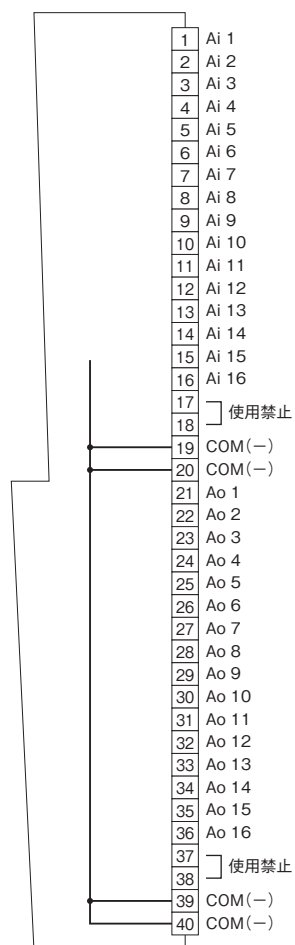 1 Ai 1
2 Ai 2
3 Ai 3
4 Ai 4
5 Ai 5
6 Ai 6
7 Ai 7
8 Ai 8
9 Ai 9
10 Ai 10
11 Ai 11
12 Ai 12
13 Ai 13
14 Ai 14
15 Ai 15
16 Ai 16
17
18
使用禁止
19 COM(−)
20 COM(−)
21 Ao 1
22 Ao 2
23 Ao 3
24 Ao 4
25 Ao 5
26 Ao 6
27 Ao 7
28 Ao 8
29 Ao 9
30 Ao 10
31 Ao 11
32 Ao 12
33 Ao 13
34 Ao 14
35 Ao 15
36 Ao 16
37
38
使用禁止
39 COM(−)
40 COM(−)